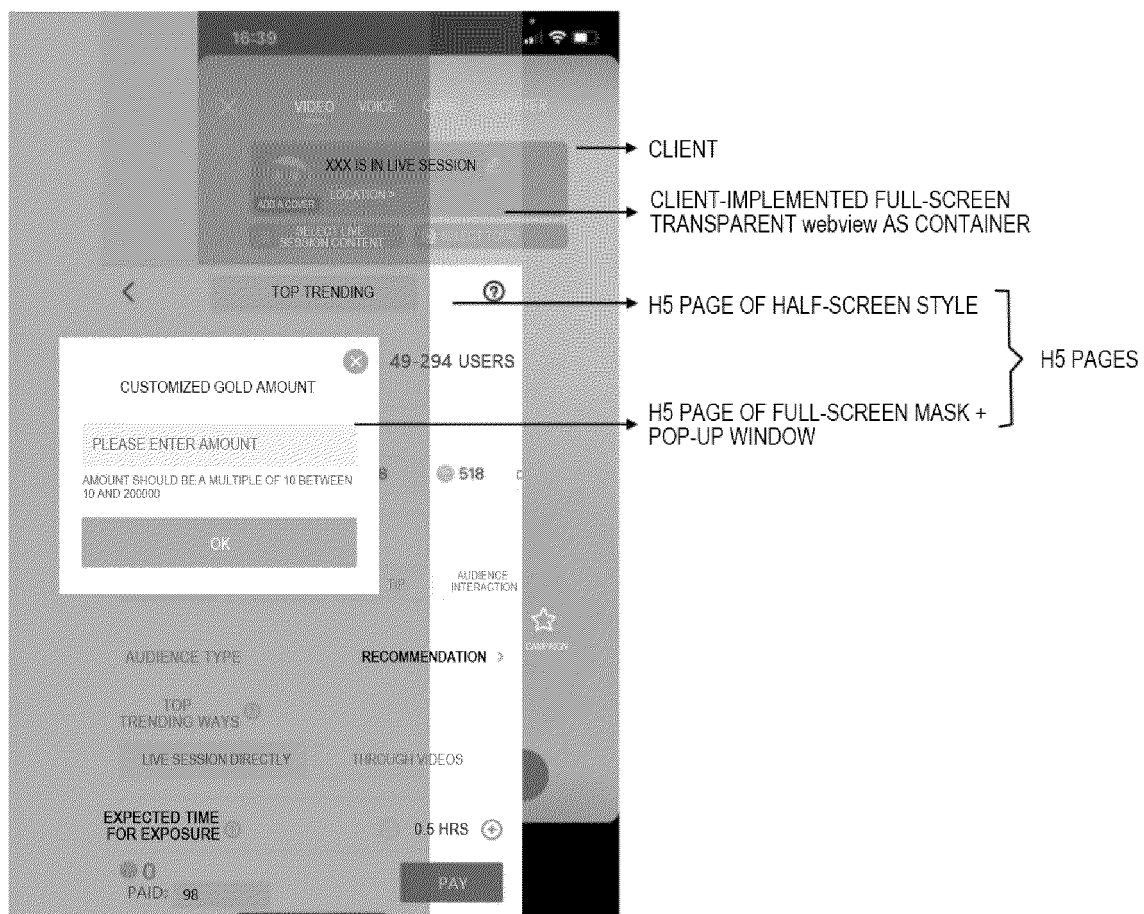 16:39
VIDEO VOICE
XXX IS IN LIVE SESSION
ADD A COVER
LOCATION >
SELECT LIVE
SESSION CONTENT
TOP TRENDING
49-294 USERS
CUSTOMIZED GOLD AMOUNT
PLEASE ENTER AMOUNT
AMOUNT SHOULD BE A MULTIPLE OF 10 BETWEEN
10 AND 200000
8 518
OK
TIP
AUDIENCE
INTERACTION
CAMPAIGN
AUDIENCE TYPE RECOMMENDATION >
TOP
TRENDING WAYS
LIVE SESSION DIRECTLY THROUGH VIDEOS
EXPECTED TIME
FOR EXPOSURE
0.5 HRS
0
PAID: 98
PAY
CLIENT
CLIENT-IMPLEMENTED FULL-SCREEN
TRANSPARENT webview AS CONTAINER
H5 PAGE OF HALF-SCREEN STYLE
H5 PAGES
H5 PAGE OF FULL-SCREEN MASK +
POP-UP WINDOW